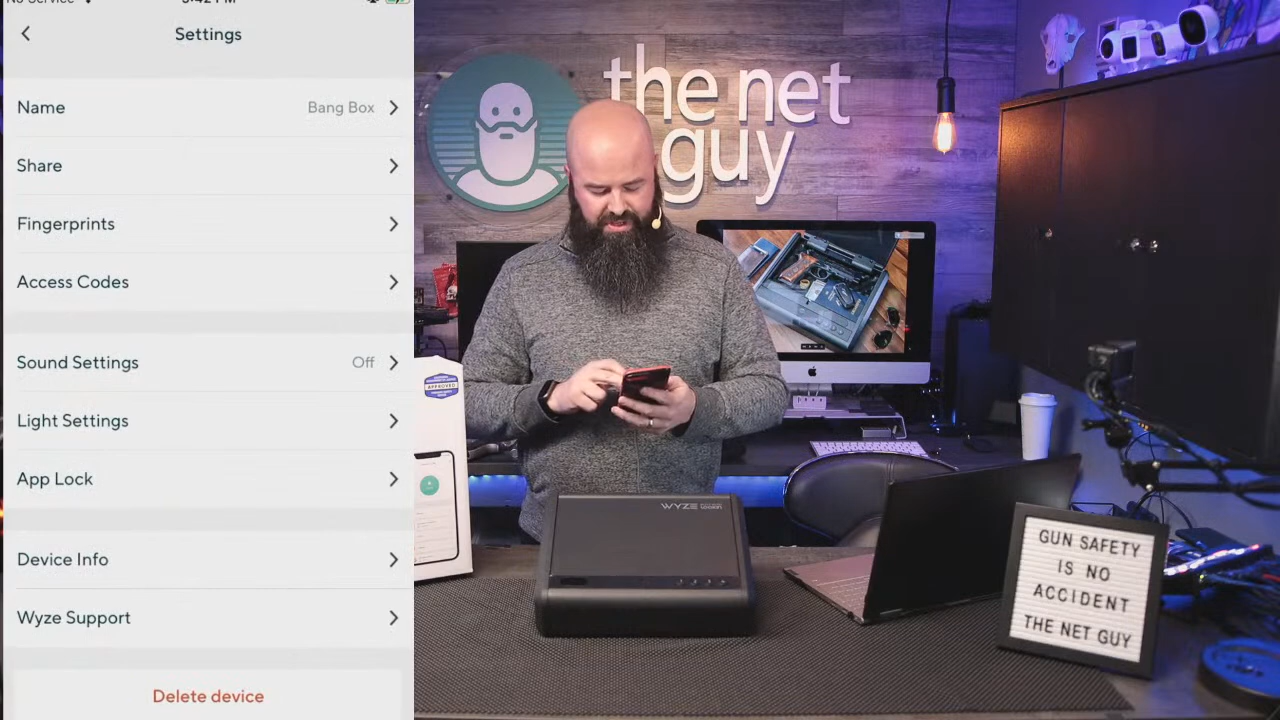 Settings
Name Bang Box
Share
Fingerprints
Access Codes
Sound Settings Off
Light Settings
App Lock
Device Info
Wyze Support
Delete device
the net
guy
APPROVED
WYZE
GUN SAFETY
IS NO
ACCIDENT
THE NET GUY